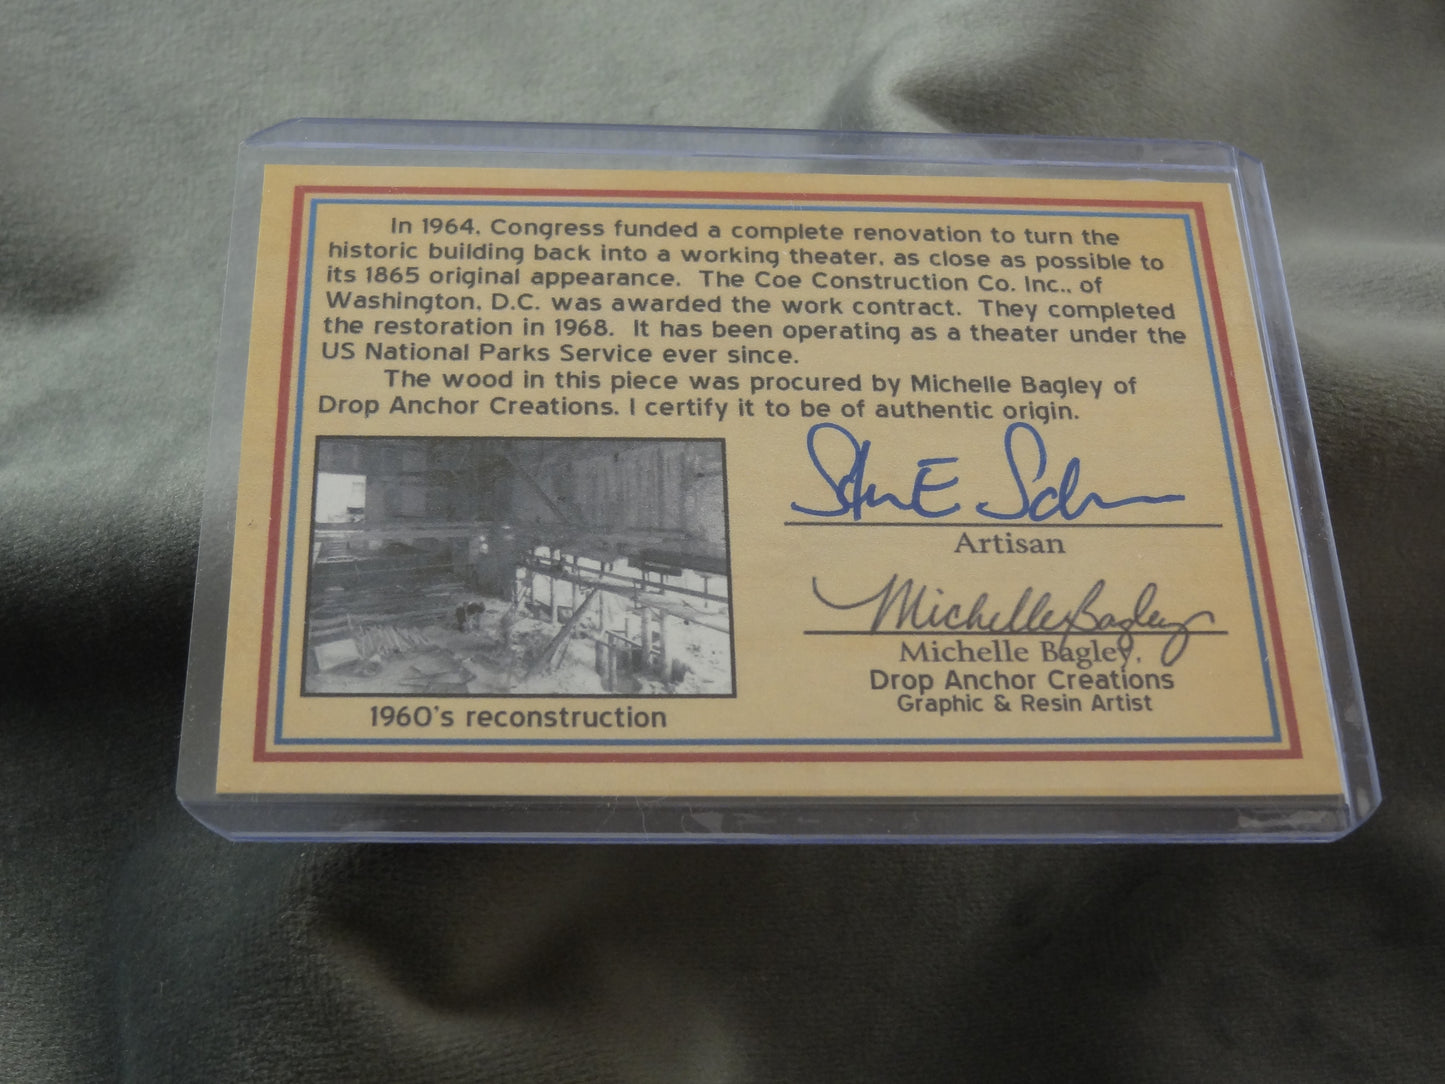 In 1964, Congress funded a complete renovation to turn the
historic building back into a working theater, as close as possible to
its 1865 original appearance. The Coe Construction Co. Inc., of
Washington, D.C. was awarded the work contract. They completed
the restoration in 1968. It has been operating as a theater under the
US National Parks Service ever since.
The wood in this piece was procured by Michelle Bagley of
Drop Anchor Creations. I certify it to be of authentic origin.
Artisan
Michelle Bagley
Michelle Bagley,
Drop Anchor Creations
Graphic & Resin Artist
1960's reconstruction